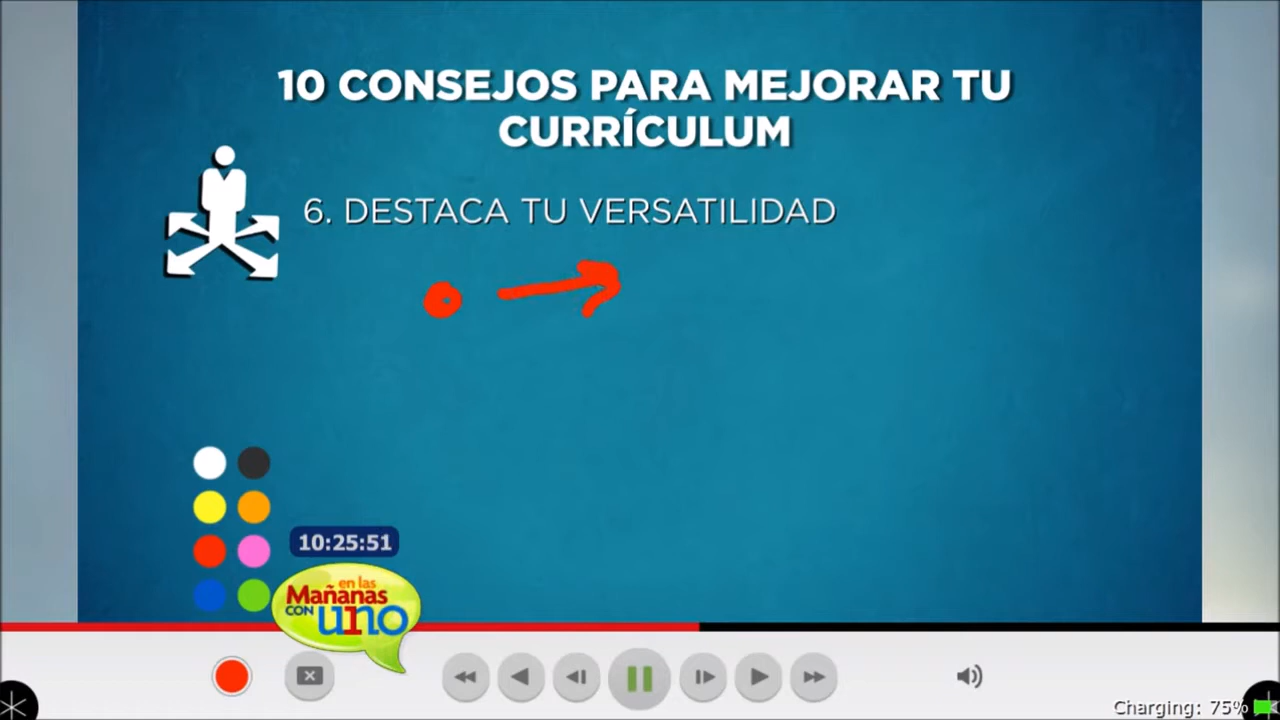 10 CONSEJOS PARA MEJORAR TU
CURRÍCULUM
6. DESTACA TU VERSATILIDAD
10:25:51
en las
Mañanas
CON uno
Charging: 75%